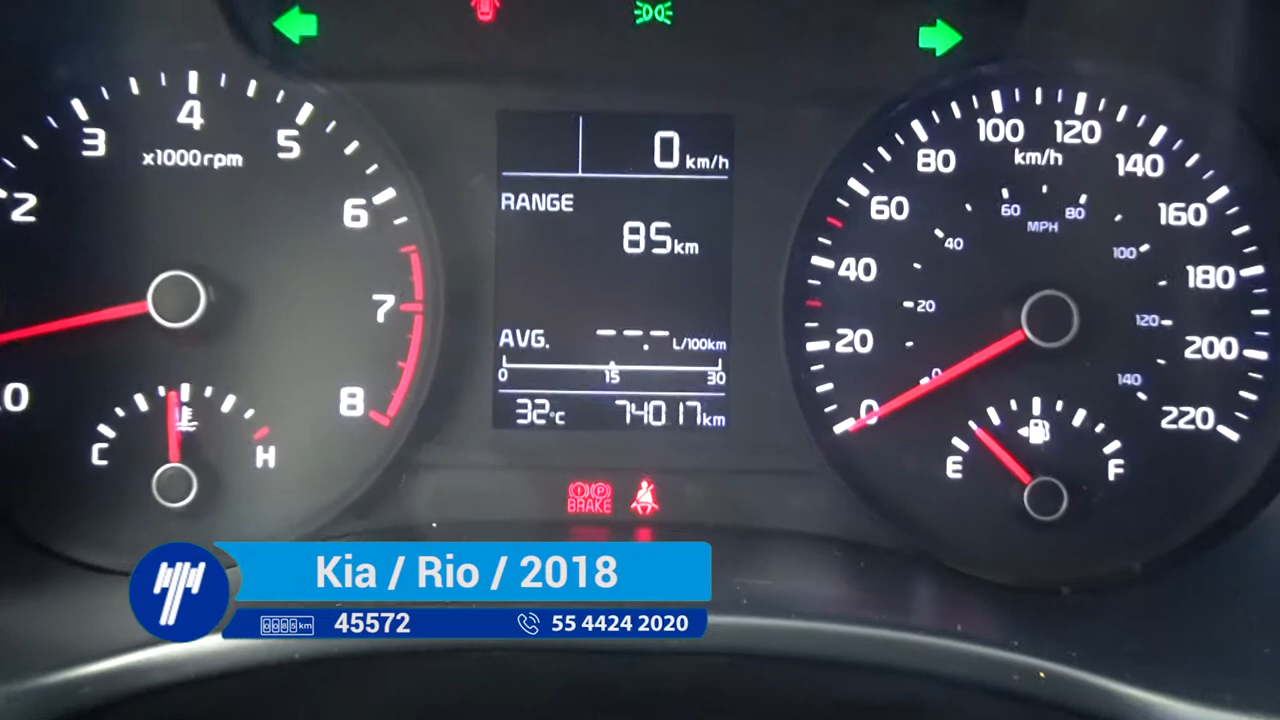 0 km/h
RANGE
85 km
AVG. --.- L/100km
0 15 30
32°C 74017 km
0 2 3 4 5 6 7 8
x1000rpm
C H
0 20 40 60 80 100 120 140 160 180 200 220
km/h
0 20 40 60 80 100 120 140
MPH
E F
BRAKE
Kia / Rio / 2018
45572
55 4424 2020